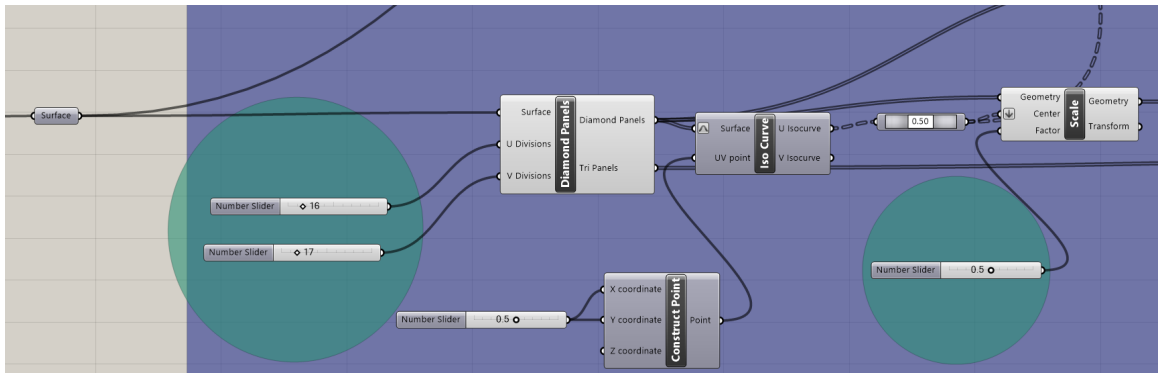 Surface
Surface
U Divisions
V Divisions
Diamond Panels
Diamond Panels
Tri Panels
Surface
UV point
Iso Curve
U Isocurve
V Isocurve
0.50
Geometry
Center
Factor
Scale
Geometry
Transform
Number Slider 16
Number Slider 17
Number Slider 0.5
X coordinate
Y coordinate
Z coordinate
Construct Point
Point
Number Slider 0.5